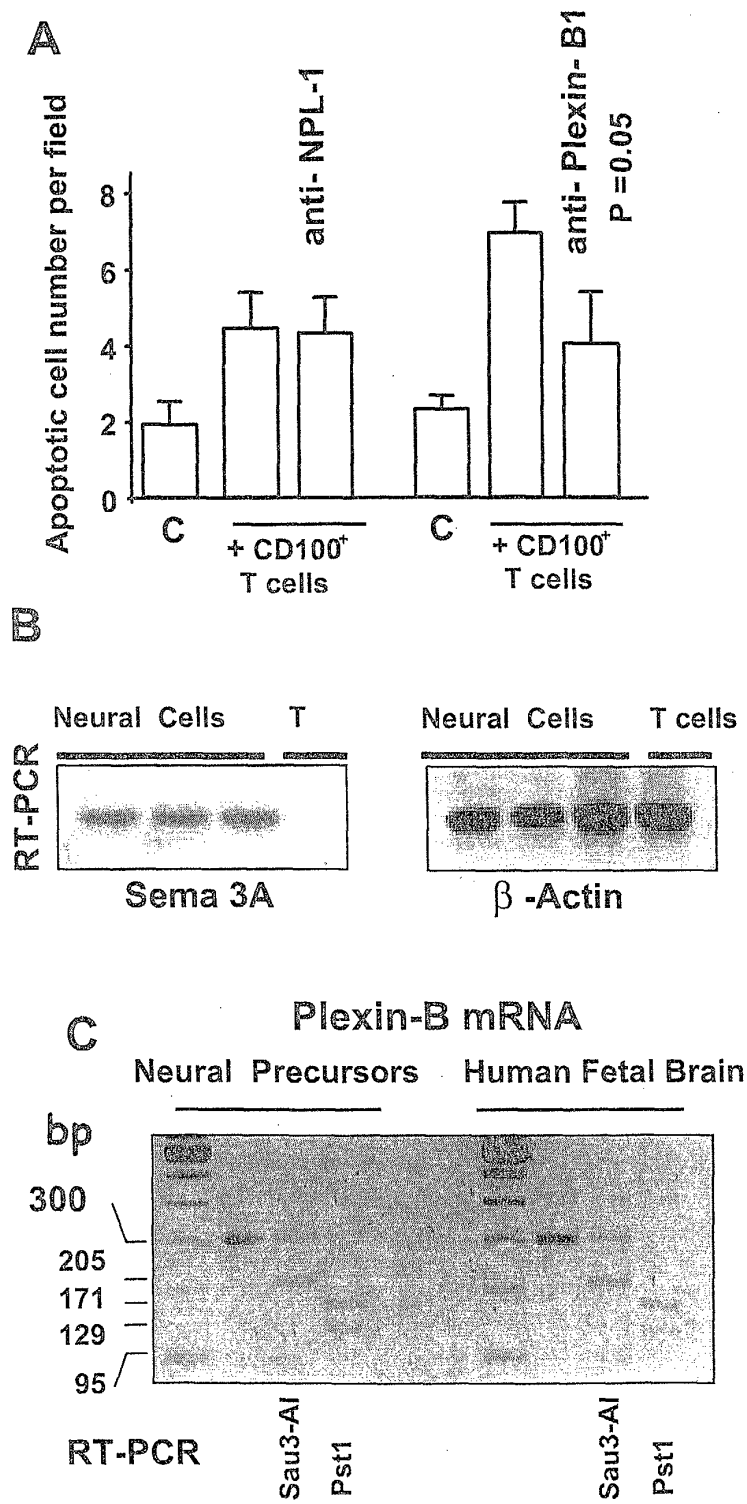 A
Apoptotic cell number per field
8
6
4
2
0
anti- NPL-1
anti- Plexin- B1
P =0.05
C
+ CD100+
T cells
C
+ CD100+
T cells
B
RT-PCR
Neural Cells
T
Sema 3A
Neural Cells
T cells
β -Actin
C
Plexin-B mRNA
Neural Precursors
Human Fetal Brain
bp
300
205
171
129
95
RT-PCR
Sau3-AI
Pst1
Sau3-AI
Pst1